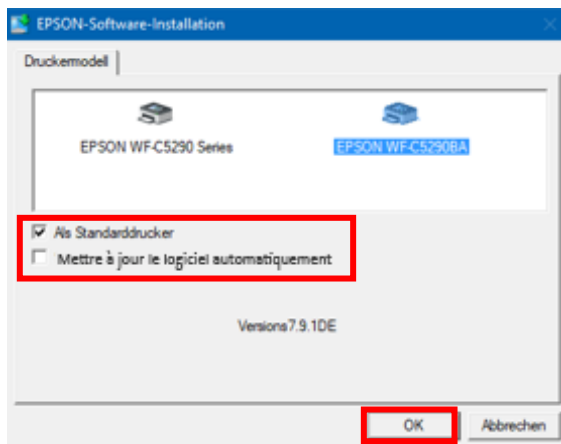 EPSON-Software-Installation
Druckermodell
EPSON WF-C5290 Series
EPSON WF-C5290BA
Als Standarddrucker
Mettre à jour le logiciel automatiquement
Versions7.9.1DE
OK
Abbrechen